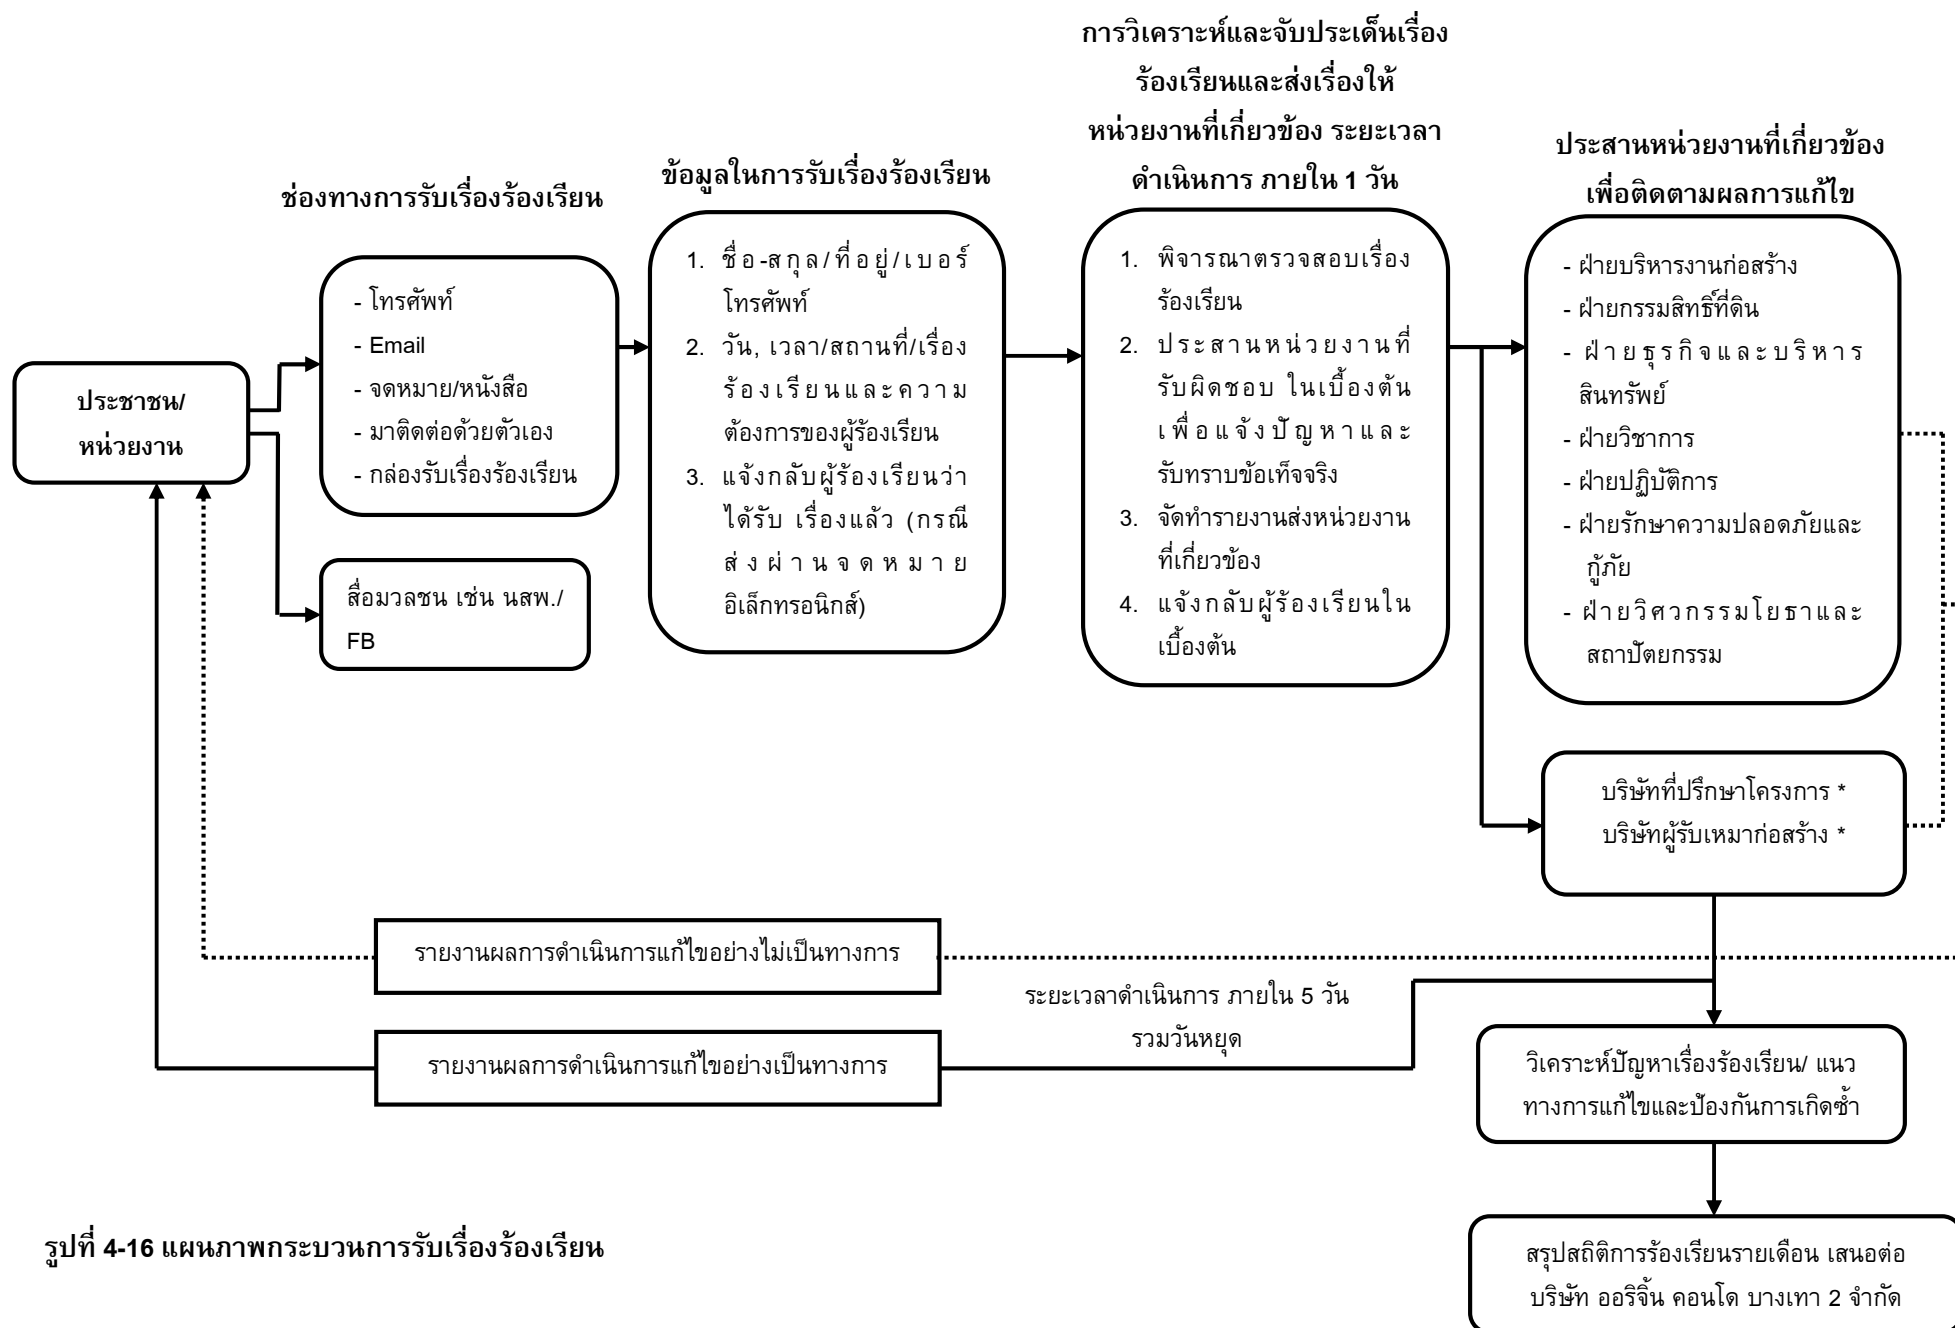 การวิเคราะห์และจับประเด็นเรื่อง
ร้องเรียนและส่งเรื่องให้
หน่วยงานที่เกี่ยวข้อง ระยะเวลา
ดำเนินการ ภายใน 1 วัน
ประสานหน่วยงานที่เกี่ยวข้อง
เพื่อติดตามผลการแก้ไข
ข้อมูลในการรับเรื่องร้องเรียน
ช่องทางการรับเรื่องร้องเรียน
ประชาชน/
หน่วยงาน
- โทรศัพท์
- Email
- จดหมาย/หนังสือ
- มาติดต่อด้วยตัวเอง
- กล่องรับเรื่องร้องเรียน
สื่อมวลชน เช่น นสพ./
FB
1. ชื่อ-สกุล/ที่อยู่/เบอร์
โทรศัพท์
2. วัน, เวลา/สถานที่/เรื่อง
ร้องเรียนและความ
ต้องการของผู้ร้องเรียน
3. แจ้งกลับผู้ร้องเรียนว่า
ได้รับ เรื่องแล้ว (กรณี
ส่งผ่านจดหมาย
อิเล็กทรอนิกส์)
1. พิจารณาตรวจสอบเรื่อง
ร้องเรียน
2. ประสานหน่วยงานที่
รับผิดชอบ ในเบื้องต้น
เพื่อแจ้งปัญหาและ
รับทราบข้อเท็จจริง
3. จัดทำรายงานส่งหน่วยงาน
ที่เกี่ยวข้อง
4. แจ้งกลับผู้ร้องเรียนใน
เบื้องต้น
- ฝ่ายบริหารงานก่อสร้าง
- ฝ่ายกรรมสิทธิ์ที่ดิน
- ฝ่ายธุรกิจและบริหาร
สินทรัพย์
- ฝ่ายวิชาการ
- ฝ่ายปฏิบัติการ
- ฝ่ายรักษาความปลอดภัยและ
กู้ภัย
- ฝ่ายวิศวกรรมโยธาและ
สถาปัตยกรรม
บริษัทที่ปรึกษาโครงการ *
บริษัทผู้รับเหมาก่อสร้าง *
รายงานผลการดำเนินการแก้ไขอย่างไม่เป็นทางการ
ระยะเวลาดำเนินการ ภายใน 5 วัน
รวมวันหยุด
รายงานผลการดำเนินการแก้ไขอย่างเป็นทางการ
วิเคราะห์ปัญหาเรื่องร้องเรียน/ แนว
ทางการแก้ไขและป้องกันการเกิดซ้ำ
สรุปสถิติการร้องเรียนรายเดือน เสนอต่อ
บริษัท ออริจิ้น คอนโด บางเทา 2 จำกัด
รูปที่ 4-16 แผนภาพกระบวนการรับเรื่องร้องเรียน